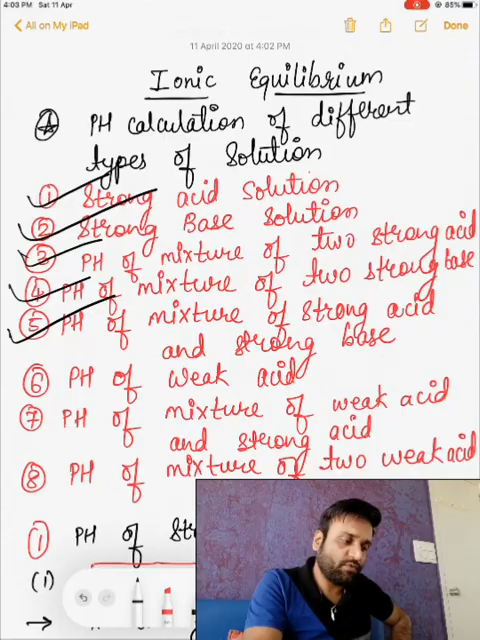 4:03 PM Sat 11 Apr
85%
All on My iPad
Done
11 April 2020 at 4:02 PM
Ionic Equilibrium
PH calculation of different
types of Solution
1 Strong acid Solution
2 Strong Base Solution
3 PH of mixture of two strong acid
4 PH of mixture of two strong base
5 PH of mixture of Strong acid
and strong base
6 PH of weak acid
7 PH of mixture of weak acid
and strong acid
8 PH of mixture of two weak acid
1 PH of St
(1)
→